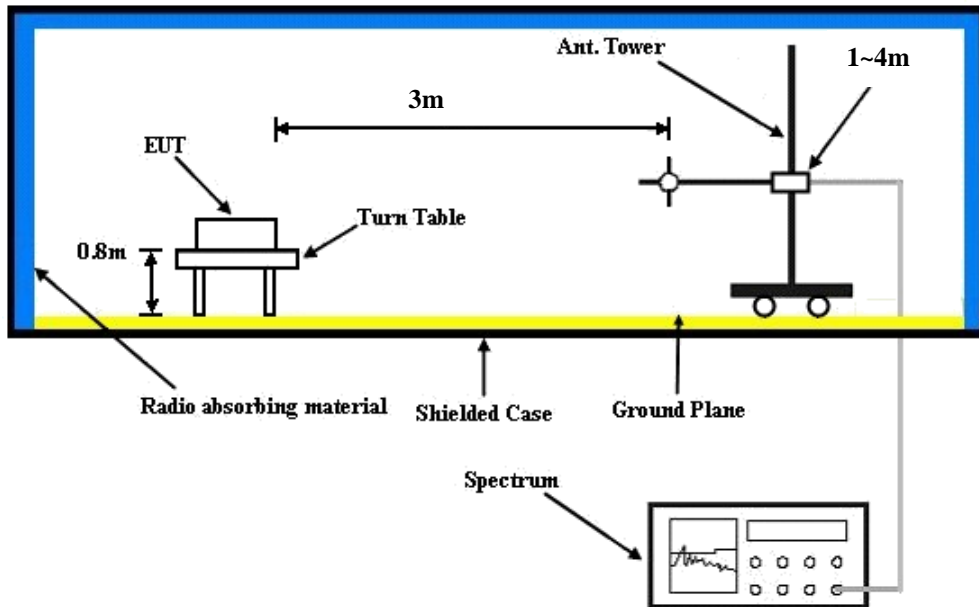 Ant. Tower
1~4m
3m
EUT
Turn Table
0.8m
Radio absorbing material
Shielded Case
Ground Plane
Spectrum